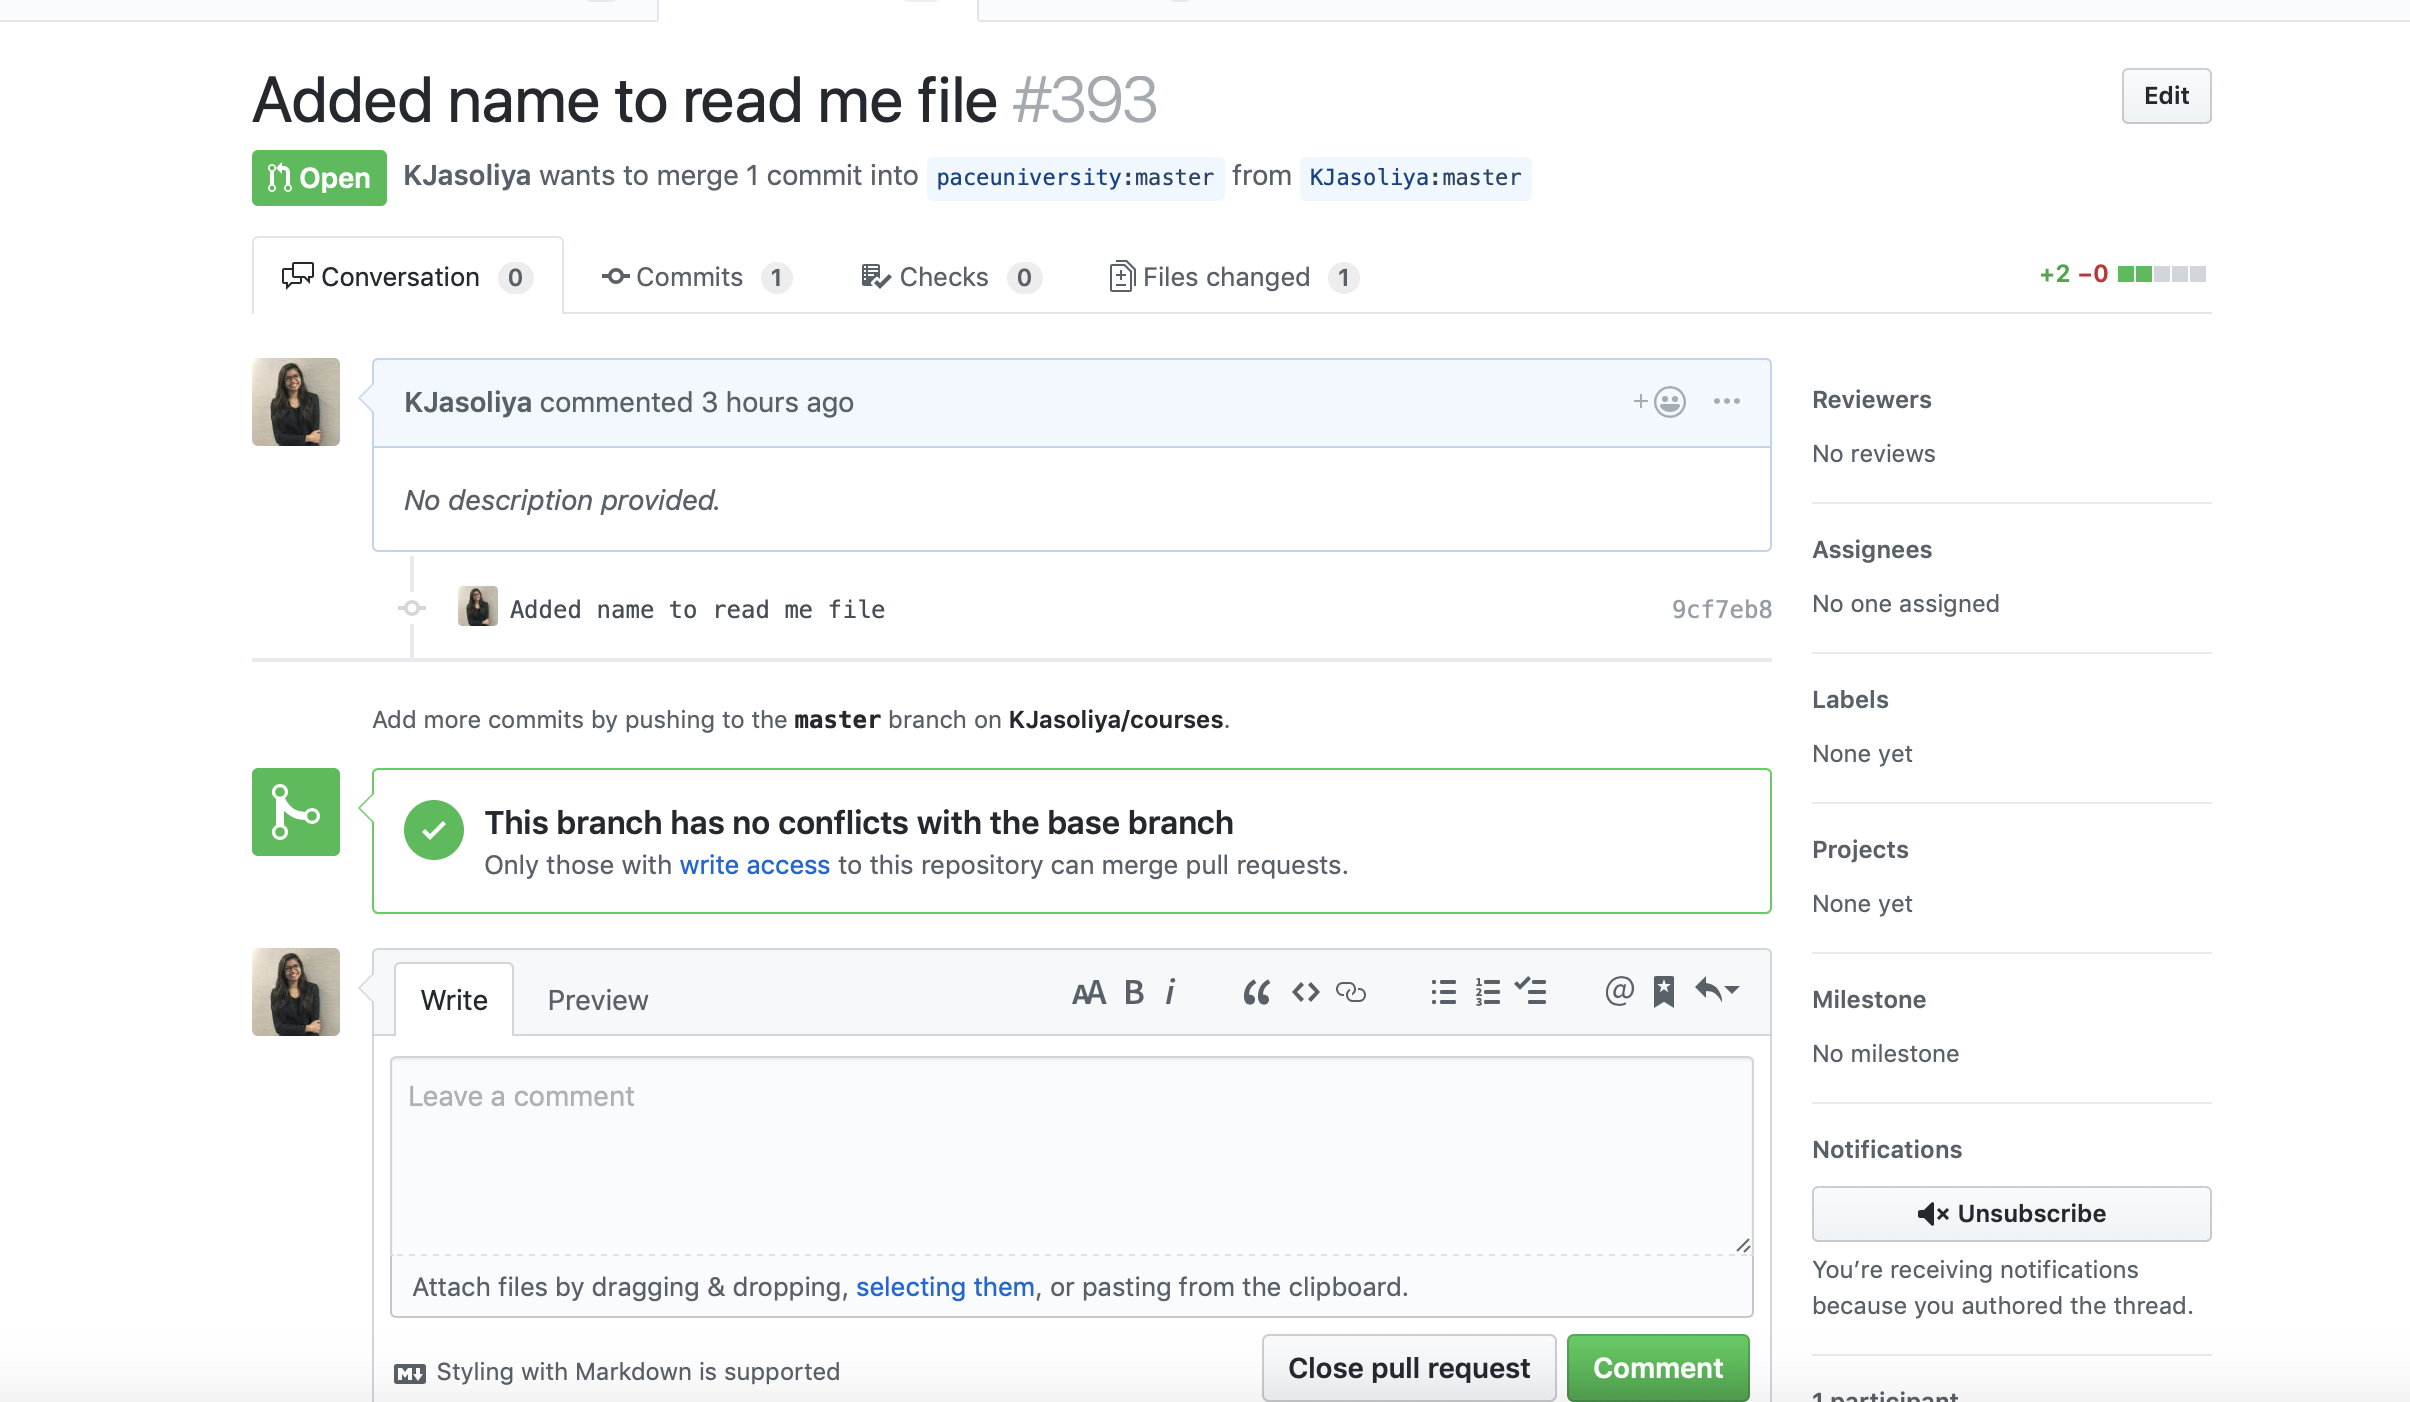 Added name to read me file #393
Edit
Open
KJasoliya wants to merge 1 commit into paceuniversity:master from KJasoliya:master
Conversation 0
Commits 1
Checks 0
Files changed 1
+2 −0
KJasoliya commented 3 hours ago
No description provided.
Added name to read me file
9cf7eb8
Add more commits by pushing to the master branch on KJasoliya/courses.
This branch has no conflicts with the base branch
Only those with write access to this repository can merge pull requests.
Write
Preview
Leave a comment
Attach files by dragging & dropping, selecting them, or pasting from the clipboard.
Styling with Markdown is supported
Close pull request
Comment
Reviewers
No reviews
Assignees
No one assigned
Labels
None yet
Projects
None yet
Milestone
No milestone
Notifications
Unsubscribe
You’re receiving notifications
because you authored the thread.
1 participant